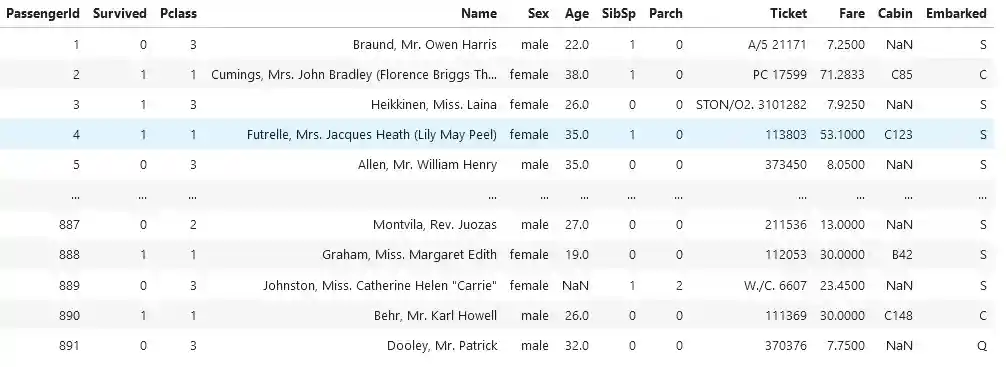 PassengerId Survived Pclass Name Sex Age SibSp Parch Ticket Fare Cabin Embarked
1 0 3 Braund, Mr. Owen Harris male 22.0 1 0 A/5 21171 7.2500 NaN S
2 1 1 Cumings, Mrs. John Bradley (Florence Briggs Th... female 38.0 1 0 PC 17599 71.2833 C85 C
3 1 3 Heikkinen, Miss. Laina female 26.0 0 0 STON/O2. 3101282 7.9250 NaN S
4 1 1 Futrelle, Mrs. Jacques Heath (Lily May Peel) female 35.0 1 0 113803 53.1000 C123 S
5 0 3 Allen, Mr. William Henry male 35.0 0 0 373450 8.0500 NaN S
... ... ... ... ... ... ... ... ... ... ... ...
887 0 2 Montvila, Rev. Juozas male 27.0 0 0 211536 13.0000 NaN S
888 1 1 Graham, Miss. Margaret Edith female 19.0 0 0 112053 30.0000 B42 S
889 0 3 Johnston, Miss. Catherine Helen "Carrie" female NaN 1 2 W./C. 6607 23.4500 NaN S
890 1 1 Behr, Mr. Karl Howell male 26.0 0 0 111369 30.0000 C148 C
891 0 3 Dooley, Mr. Patrick male 32.0 0 0 370376 7.7500 NaN Q